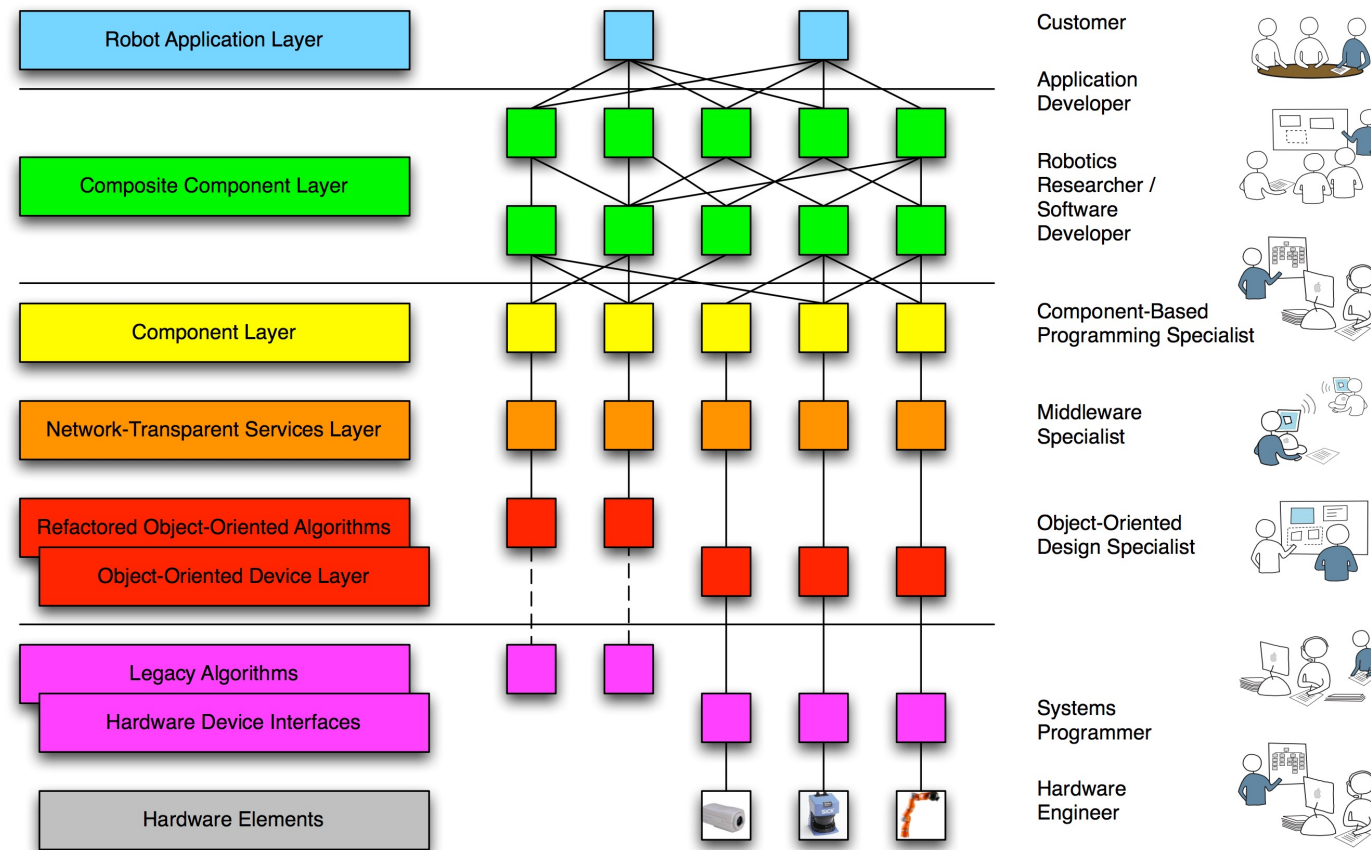 Robot Application Layer
Composite Component Layer
Component Layer
Network-Transparent Services Layer
Refactored Object-Oriented Algorithms
Object-Oriented Device Layer
Legacy Algorithms
Hardware Device Interfaces
Hardware Elements
Customer
Application
Developer
Robotics
Researcher /
Software
Developer
Component-Based
Programming Specialist
Middleware
Specialist
Object-Oriented
Design Specialist
Systems
Programmer
Hardware
Engineer